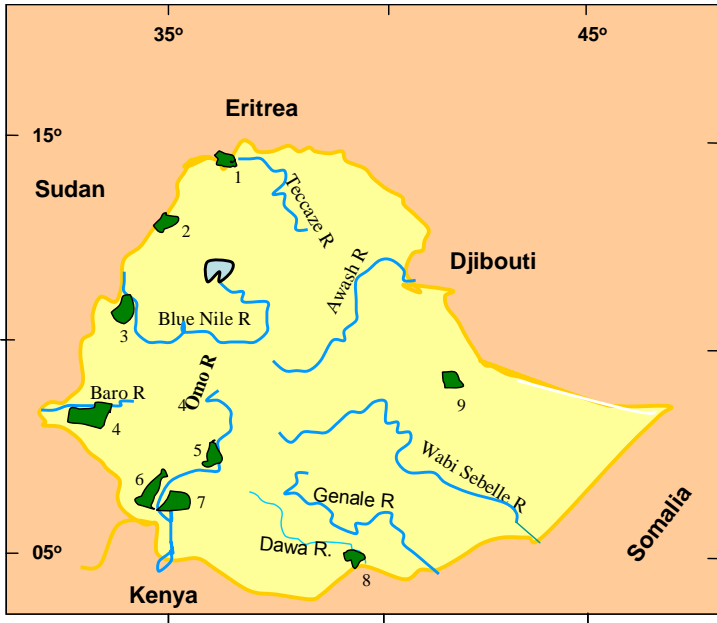 35º
45º
Eritrea
15º
Sudan
1
Teccaze R
2
Djibouti
Awash R
Blue Nile R
3
Omo R
Baro R
4
4
9
5
Wabi Sebelle R
6
7
Genale R
Somalia
Dawa R.
05º
8
Kenya